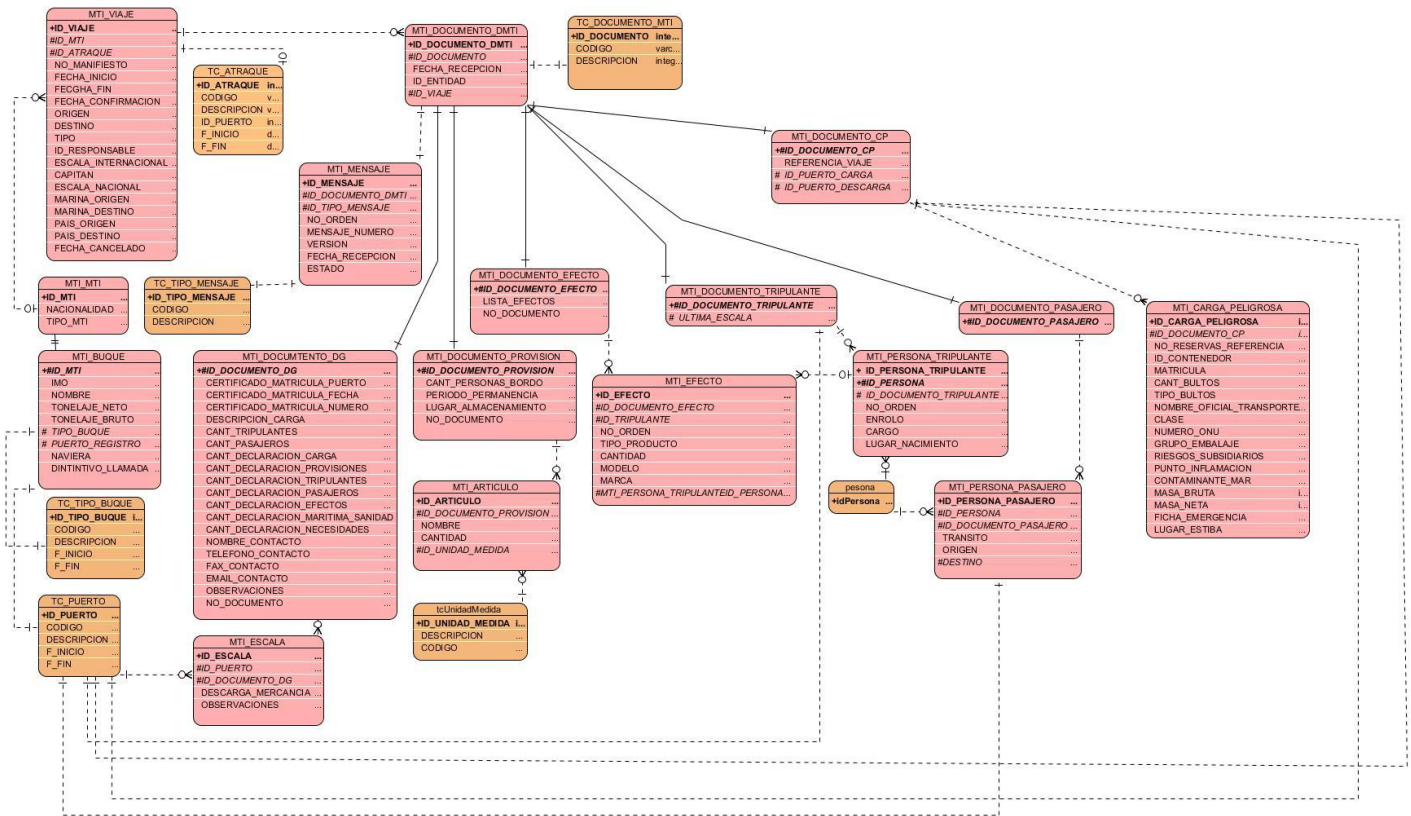 MTI_VIAJE
+ID_VIAJE ...
#ID_MTI ..
#ID_ATRAQUE ..
NO_MANIFIESTO ..
FECHA_INICIO ..
FECGHA_FIN ..
FECHA_CONFIRMACION ..
ORIGEN ..
DESTINO ..
TIPO ..
ID_RESPONSABLE ..
ESCALA_INTERNACIONAL ..
CAPITAN ..
ESCALA_NACIONAL ..
MARINA_ORIGEN ..
MARINA_DESTINO ..
PAIS_ORIGEN ..
PAIS_DESTINO ..
FECHA_CANCELADO ..
TC_ATRAQUE
+ID_ATRAQUE in...
CODIGO v...
DESCRIPCION v...
ID_PUERTO in...
F_INICIO d...
F_FIN d...
MTI_DOCUMENTO_DMTI
+ID_DOCUMENTO_DMTI ...
#ID_DOCUMENTO ...
FECHA_RECEPCION ...
ID_ENTIDAD ...
#ID_VIAJE ...
TC_DOCUMENTO_MTI
+ID_DOCUMENTO inte...
CODIGO varc...
DESCRIPCION integ...
MTI_MENSAJE
+ID_MENSAJE ...
#ID_DOCUMENTO_DMTI ...
#ID_TIPO_MENSAJE ...
NO_ORDEN ...
MENSAJE_NUMERO ...
VERSION ...
FECHA_RECEPCION ...
ESTADO ...
MTI_DOCUMENTO_CP
+#ID_DOCUMENTO_CP ...
REFERENCIA_VIAJE ...
# ID_PUERTO_CARGA ...
# ID_PUERTO_DESCARGA ...
MTI_MTI
+ID_MTI ...
NACIONALIDAD ...
TIPO_MTI ...
TC_TIPO_MENSAJE
+ID_TIPO_MENSAJE ...
CODIGO ...
DESCRIPCION ...
MTI_DOCUMENTO_EFECTO
+#ID_DOCUMENTO_EFECTO ..
LISTA_EFECTOS ..
NO_DOCUMENTO ..
MTI_DOCUMENTO_TRIPULANTE
+#ID_DOCUMENTO_TRIPULANTE ...
# ULTIMA_ESCALA ...
MTI_DOCUMENTO_PASAJERO
+#ID_DOCUMENTO_PASAJERO ...
MTI_CARGA_PELIGROSA
+ID_CARGA_PELIGROSA i...
#ID_DOCUMENTO_CP i...
NO_RESERVAS_REFERENCIA ...
ID_CONTENEDOR ...
MATRICULA ...
CANT_BULTOS ...
TIPO_BULTOS ...
NOMBRE_OFICIAL_TRANSPORTE...
CLASE ...
NUMERO_ONU ...
GRUPO_EMBALAJE ...
RIESGOS_SUBSIDIARIOS ...
PUNTO_INFLAMACION ...
CONTAMINANTE_MAR ...
MASA_BRUTA i...
MASA_NETA i...
FICHA_EMERGENCIA ...
LUGAR_ESTIBA ...
MTI_BUQUE
+#ID_MTI ..
IMO ..
NOMBRE ..
TONELAJE_NETO ..
TONELAJE_BRUTO ..
# TIPO_BUQUE ..
# PUERTO_REGISTRO ..
NAVIERA ..
DINTINTIVO_LLAMADA ..
MTI_DOCUMTENTO_DG
+#ID_DOCUMENTO_DG ...
CERTIFICADO_MATRICULA_PUERTO ...
CERTIFICADO_MATRICULA_FECHA ...
CERTIFICADO_MATRICULA_NUMERO ...
DESCRIPCION_CARGA ...
CANT_TRIPULANTES ...
CANT_PASAJEROS ...
CANT_DECLARACION_CARGA ...
CANT_DECLARACION_PROVISIONES ...
CANT_DECLARACION_TRIPULANTES ...
CANT_DECLARACION_PASAJEROS ...
CANT_DECLARACION_EFECTOS ...
CANT_DECLARACION_MARITIMA_SANIDAD
CANT_DECLARACION_NECESIDADES ...
NOMBRE_CONTACTO ...
TELEFONO_CONTACTO ...
FAX_CONTACTO ...
EMAIL_CONTACTO ...
OBSERVACIONES ...
NO_DOCUMENTO ...
MTI_DOCUMENTO_PROVISION
+#ID_DOCUMENTO_PROVISION ...
CANT_PERSONAS_BORDO ...
PERIODO_PERMANENCIA ...
LUGAR_ALMACENAMIENTO ...
NO_DOCUMENTO ...
MTI_EFECTO
+ID_EFECTO ...
#ID_DOCUMENTO_EFECTO ...
#ID_TRIPULANTE ...
NO_ORDEN ...
TIPO_PRODUCTO ...
CANTIDAD ...
MODELO ...
MARCA ...
#MTI_PERSONA_TRIPULANTEID_PERSONA...
MTI_PERSONA_TRIPULANTE
+ ID_PERSONA_TRIPULANTE ...
+#ID_PERSONA ...
# ID_DOCUMENTO_TRIPULANTE ...
NO_ORDEN ...
ENROLO ...
CARGO ...
LUGAR_NACIMIENTO ...
MTI_ARTICULO
+ID_ARTICULO ...
#ID_DOCUMENTO_PROVISION ...
NOMBRE ...
CANTIDAD ...
#ID_UNIDAD_MEDIDA ...
pesona
+idPersona ...
MTI_PERSONA_PASAJERO
+ID_PERSONA_PASAJERO ...
#ID_PERSONA ...
#ID_DOCUMENTO_PASAJERO ...
TRANSITO ...
ORIGEN ...
#DESTINO ...
TC_TIPO_BUQUE
+ID_TIPO_BUQUE i...
CODIGO ...
DESCRIPCION ...
F_INICIO ...
F_FIN ...
TC_PUERTO
+ID_PUERTO ...
CODIGO ...
DESCRIPCION ...
F_INICIO ...
F_FIN ...
tcUnidadMedida
+ID_UNIDAD_MEDIDA i...
DESCRIPCION ...
CODIGO ...
MTI_ESCALA
+ID_ESCALA ...
#ID_PUERTO ...
#ID_DOCUMENTO_DG ...
DESCARGA_MERCANCIA ...
OBSERVACIONES ...